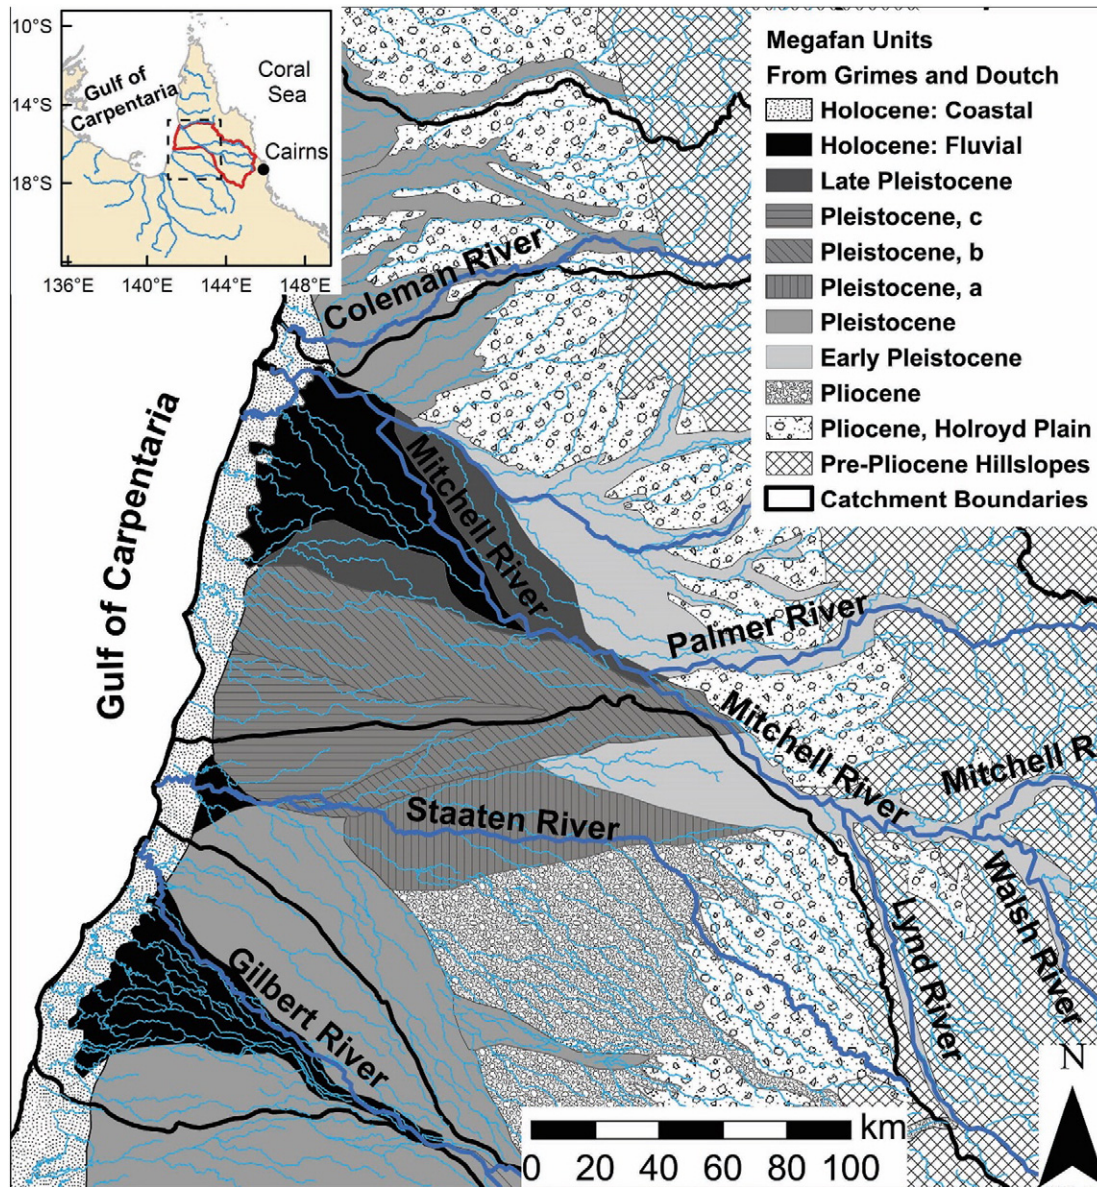 10°S
14°S
18°S
136°E
140°E
144°E
148°E
Gulf of
Carpentaria
Coral
Sea
Cairns
Megafan Units
From Grimes and Doutch
Holocene: Coastal
Holocene: Fluvial
Late Pleistocene
Pleistocene, c
Pleistocene, b
Pleistocene, a
Pleistocene
Early Pleistocene
Pliocene
Pliocene, Holroyd Plain
Pre-Pliocene Hillslopes
Catchment Boundaries
Coleman River
Gulf of Carpentaria
Mitchell River
Palmer River
Mitchell River
Mitchell R
Staaten River
Walsh River
Lynd River
Gilbert River
N
km
0 20 40 60 80 100